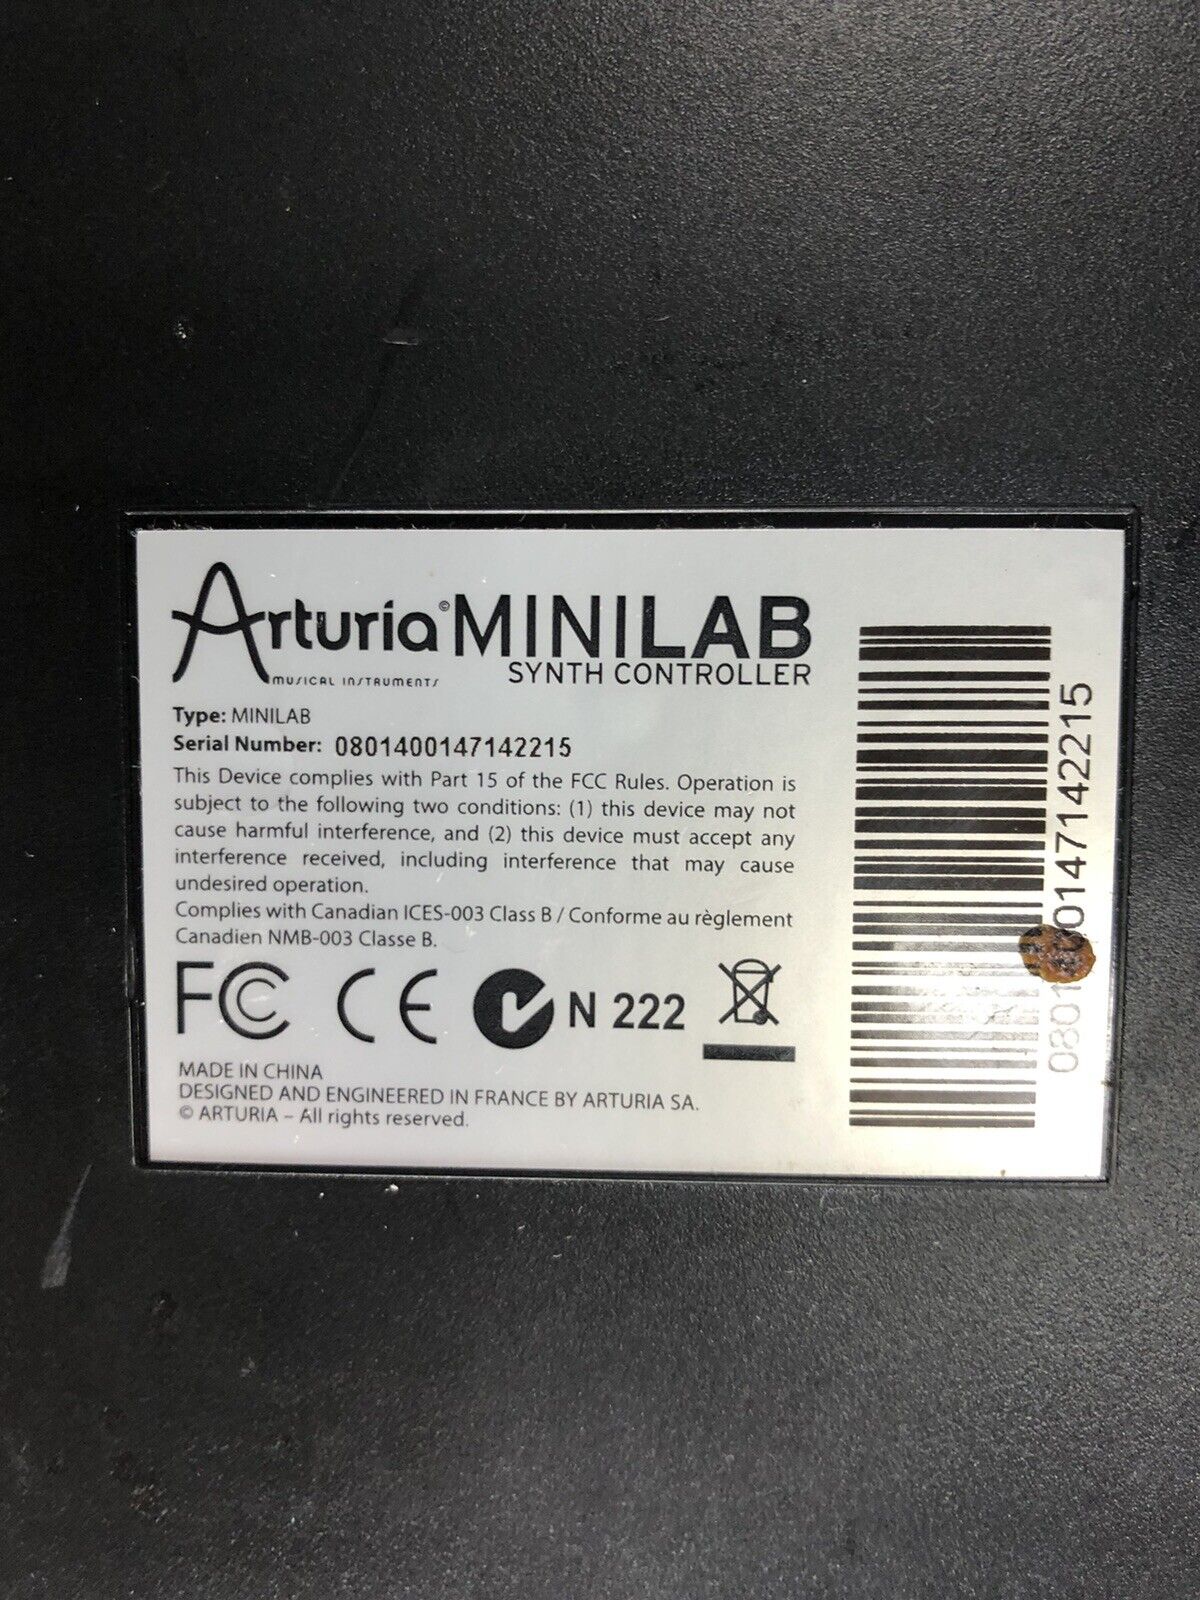 Arturia© MINILAB
MUSICAL INSTRUMENTS SYNTH CONTROLLER
Type: MINILAB
Serial Number: 0801400147142215
This Device complies with Part 15 of the FCC Rules. Operation is
subject to the following two conditions: (1) this device may not
cause harmful interference, and (2) this device must accept any
interference received, including interference that may cause
undesired operation.
Complies with Canadian ICES-003 Class B / Conforme au règlement
Canadien NMB-003 Classe B.
FC CE N 222
MADE IN CHINA
DESIGNED AND ENGINEERED IN FRANCE BY ARTURIA SA.
© ARTURIA – All rights reserved.